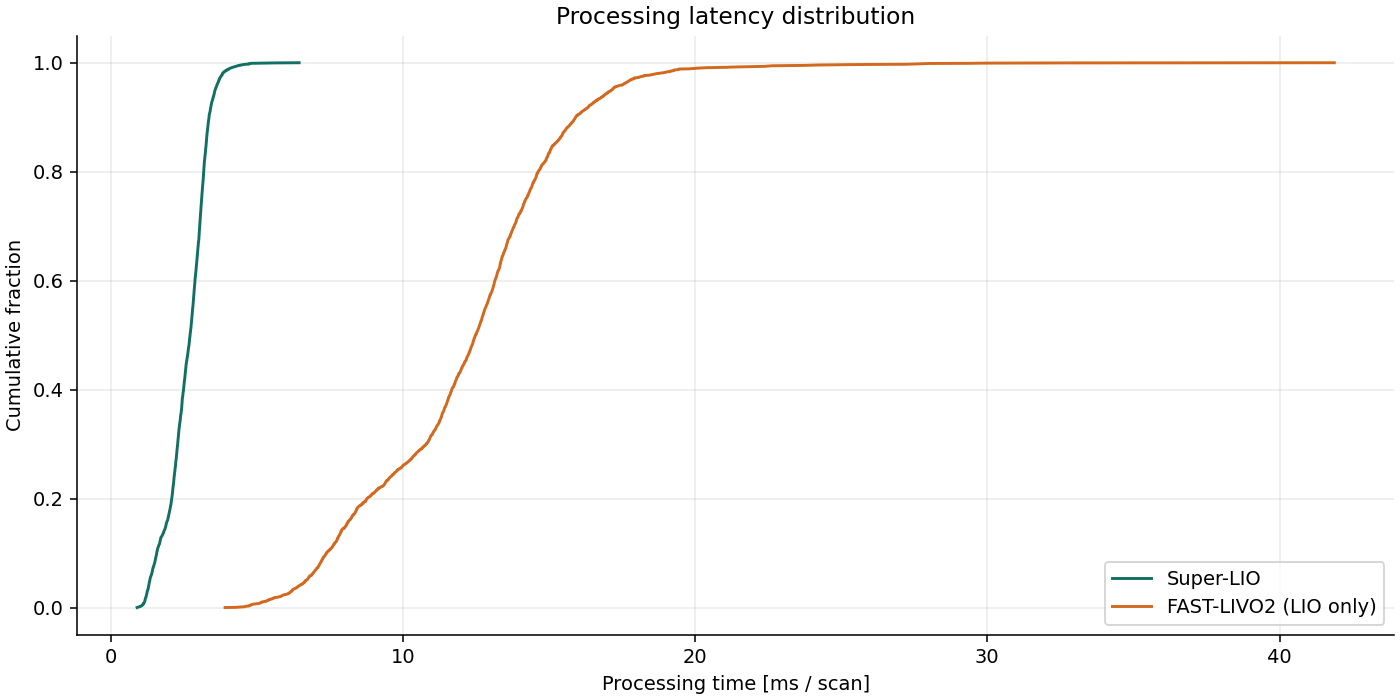 Processing latency distribution
1.0
0.8
0.6
0.4
0.2
0.0
Cumulative fraction
0 10 20 30 40
Processing time [ms / scan]
Super-LIO
FAST-LIVO2 (LIO only)